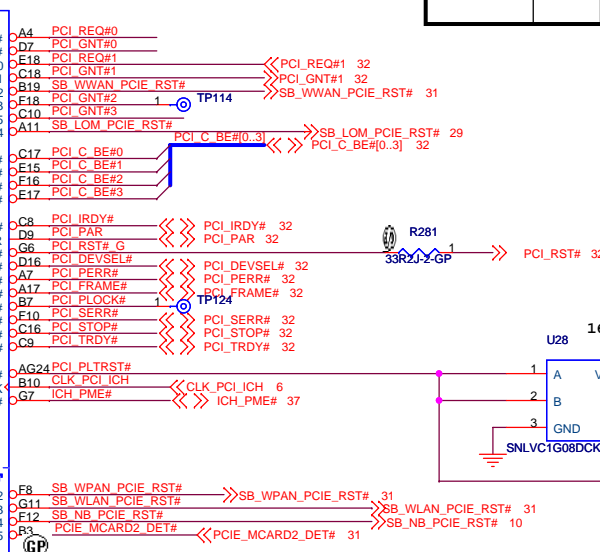 A4 PCI_REQ#0
D7 PCI_GNT#0
E18 PCI_REQ#1 PCI_REQ#1 32
C18 PCI_GNT#1 PCI_GNT#1 32
B19 SB_WWAN_PCIE_RST# SB_WWAN_PCIE_RST# 31
F18 PCI_GNT#2 1 TP114
C10 PCI_GNT#3
A11 SB_LOM_PCIE_RST# SB_LOM_PCIE_RST# 29
PCI_C_BE#[0..3] PCI_C_BE#[0..3] 32
C17 PCI_C_BE#0
E15 PCI_C_BE#1
F16 PCI_C_BE#2
E17 PCI_C_BE#3
C8 PCI_IRDY# PCI_IRDY# 32
D9 PCI_PAR PCI_PAR 32
R281
G6 PCI_RST#_G 1 PCI_RST# 32
33R2J-2-GP
D16 PCI_DEVSEL# PCI_DEVSEL# 32
A7 PCI_PERR# PCI_PERR# 32
A17 PCI_FRAME# PCI_FRAME# 32
B7 PCI_PLOCK# 1 TP124
F10 PCI_SERR# PCI_SERR# 32
C16 PCI_STOP# PCI_STOP# 32
C9 PCI_TRDY# PCI_TRDY# 32
U28
AG24 PCI_PLTRST# 1 A
B10 CLK_PCI_ICH CLK_PCI_ICH 6
G7 ICH_PME# ICH_PME# 37
2 B
3 GND
SNLVC1G08DCK
F8 SB_WPAN_PCIE_RST# SB_WPAN_PCIE_RST# 31
G11 SB_WLAN_PCIE_RST# SB_WLAN_PCIE_RST# 31
F12 SB_NB_PCIE_RST# SB_NB_PCIE_RST# 10
B3 PCIE_MCARD2_DET# PCIE_MCARD2_DET# 31
GP